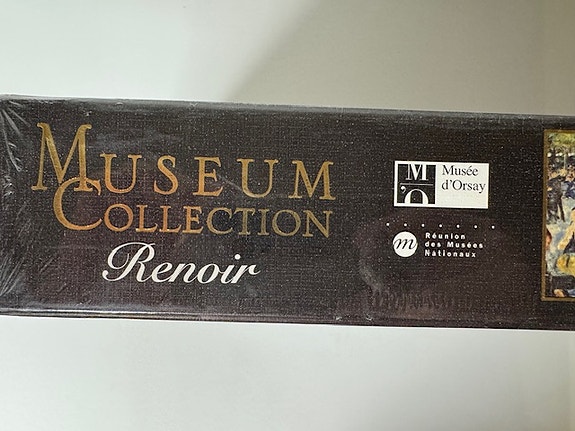 MUSEUM
COLLECTION
Renoir
M'O
Musée
d'Orsay
m
Réunion
des Musées
Nationaux